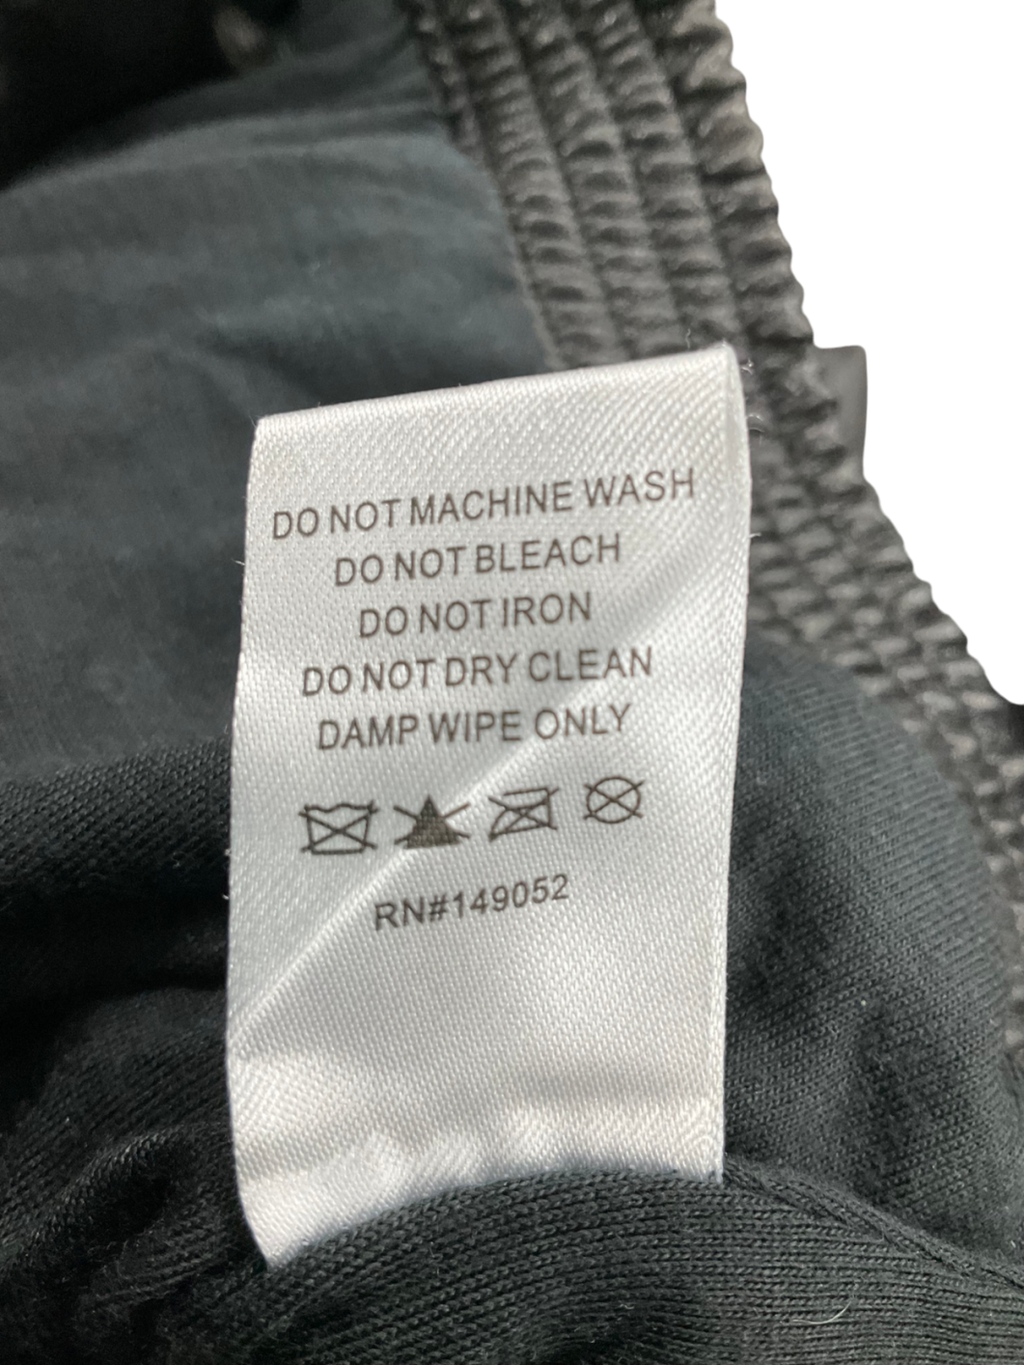 DO NOT MACHINE WASH
DO NOT BLEACH
DO NOT IRON
DO NOT DRY CLEAN
DAMP WIPE ONLY
RN#149052